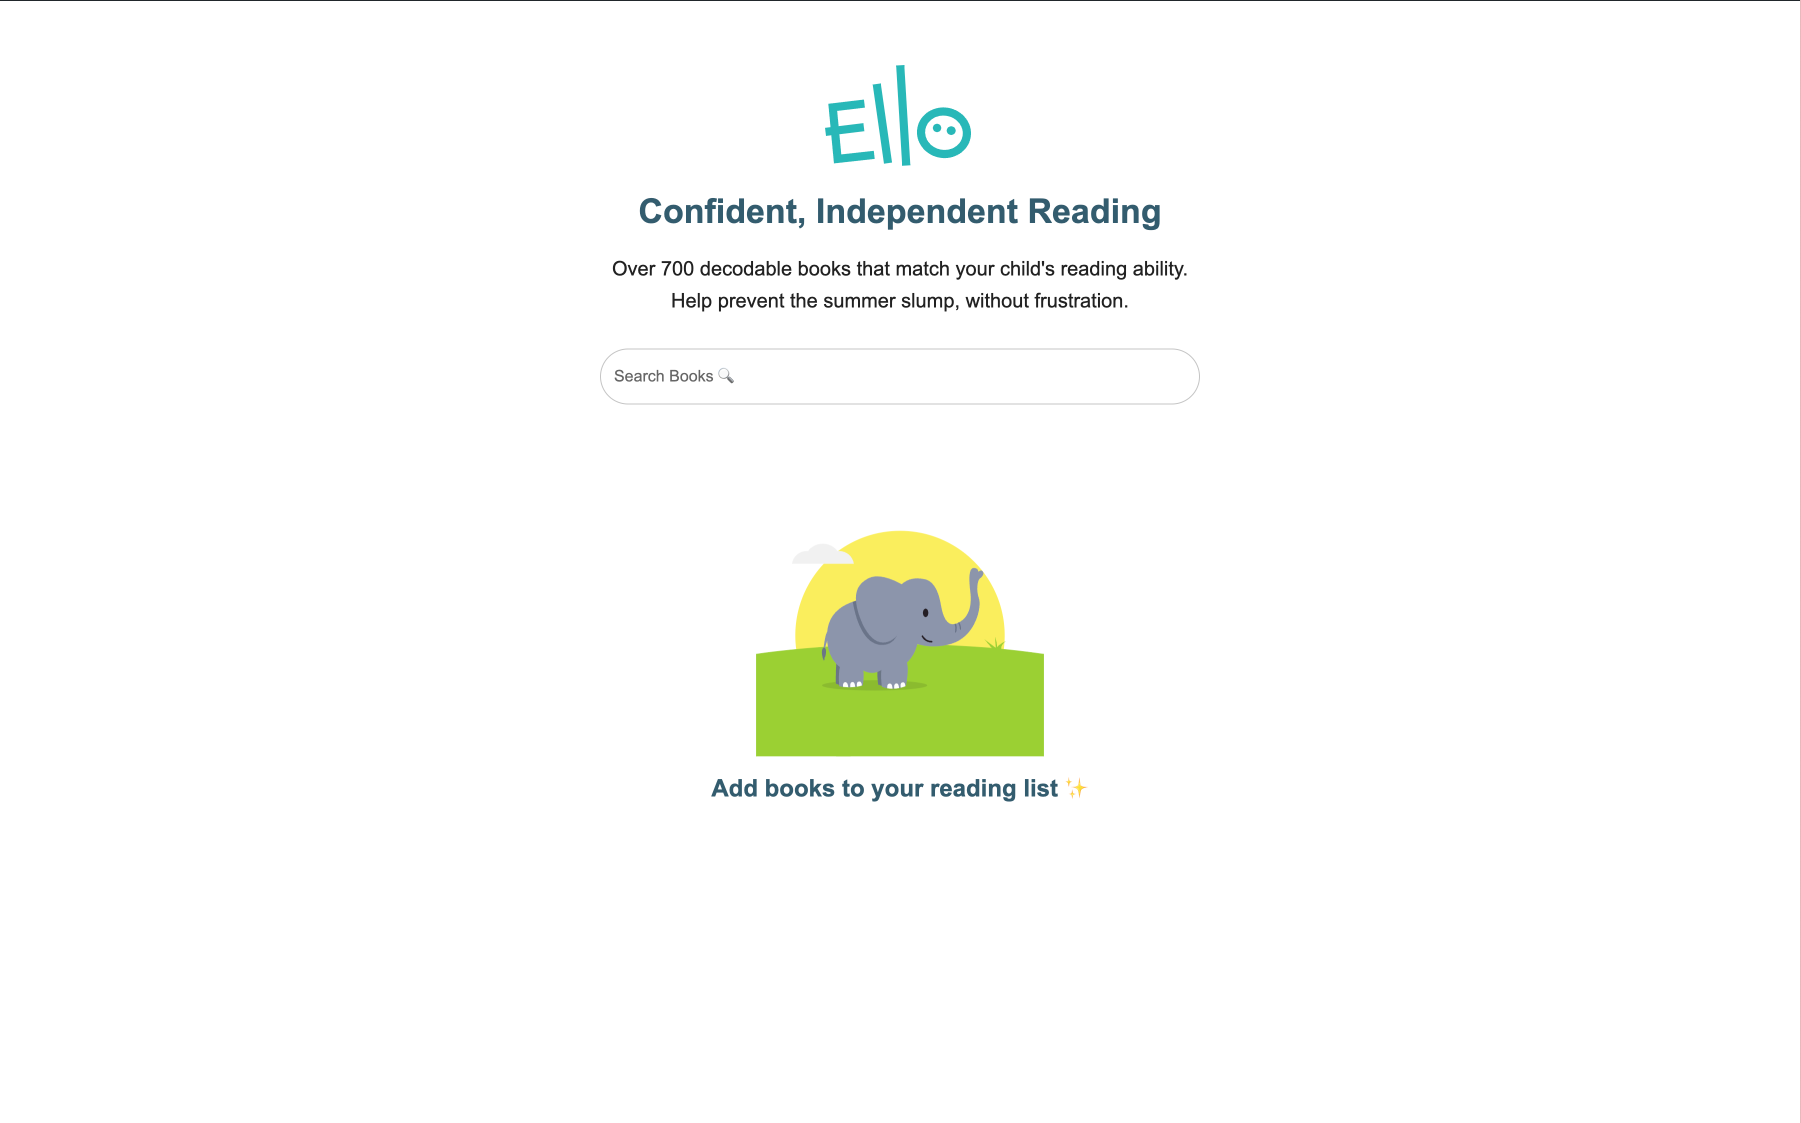 Ello
Confident, Independent Reading
Over 700 decodable books that match your child's reading ability.
Help prevent the summer slump, without frustration.
Search Books 🔍
Add books to your reading list ✨